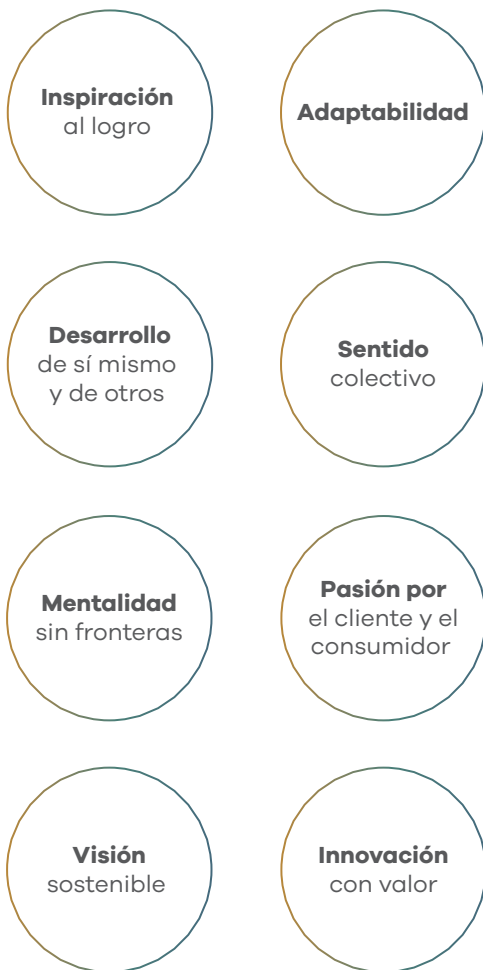 Inspiración
al logro
Adaptabilidad
Desarrollo
de sí mismo
y de otros
Sentido
colectivo
Mentalidad
sin fronteras
Pasión por
el cliente y el
consumidor
Visión
sostenible
Innovación
con valor